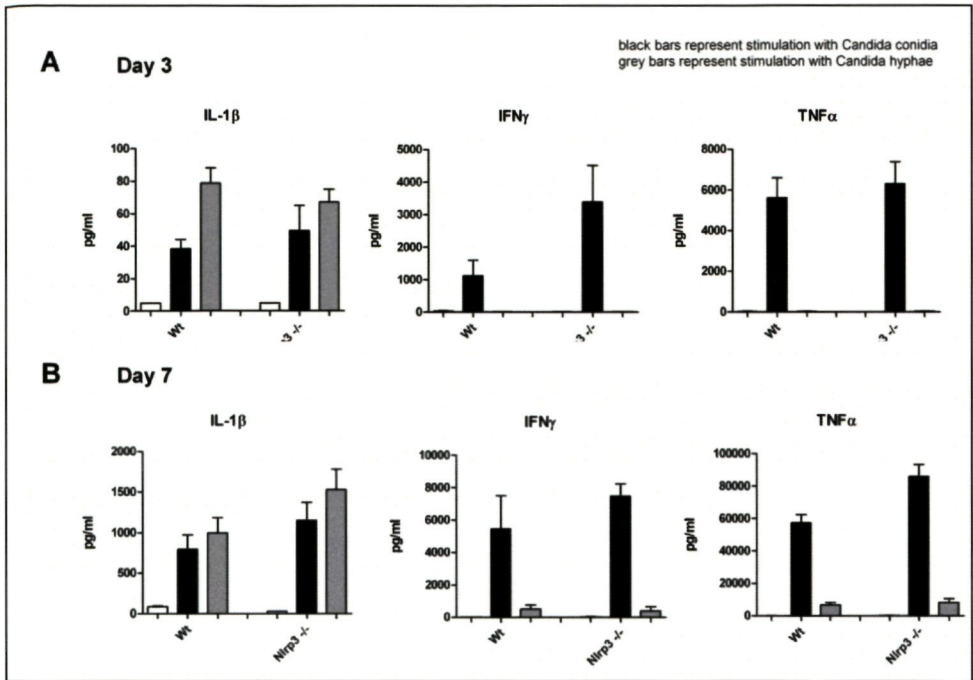 black bars represent stimulation with Candida conidia
grey bars represent stimulation with Candida hyphae
A Day 3
IL-1β
IFNγ
TNFα
100
80
60
40
20
0
pg/ml
Wt
-3 -/-
5000
4000
3000
2000
1000
0
pg/ml
Wt
-3 -/-
8000
6000
4000
2000
0
pg/ml
Wt
3 -/-
B Day 7
IL-1β
IFNγ
TNFα
2000
1500
1000
500
0
pg/ml
Wt
Nlrp3 -/-
10000
8000
6000
4000
2000
0
pg/ml
Wt
Nlrp3 -/-
100000
80000
60000
40000
20000
0
pg/ml
Wt
Nlrp3 -/-